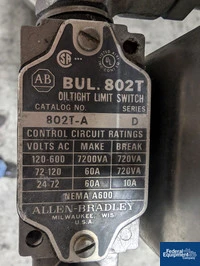 AB
BUL. 802T
OILTIGHT LIMIT SWITCH
CATALOG NO. SERIES
802T-A D
CONTROL CIRCUIT RATINGS
VOLTS AC MAKE BREAK
120-600 7200VA 720VA
72-120 60A 720VA
24-72 60A 10A
NEMA A600
ALLEN-BRADLEY
MILWAUKEE, WIS.
U.S.A.
Federal Equipment Company